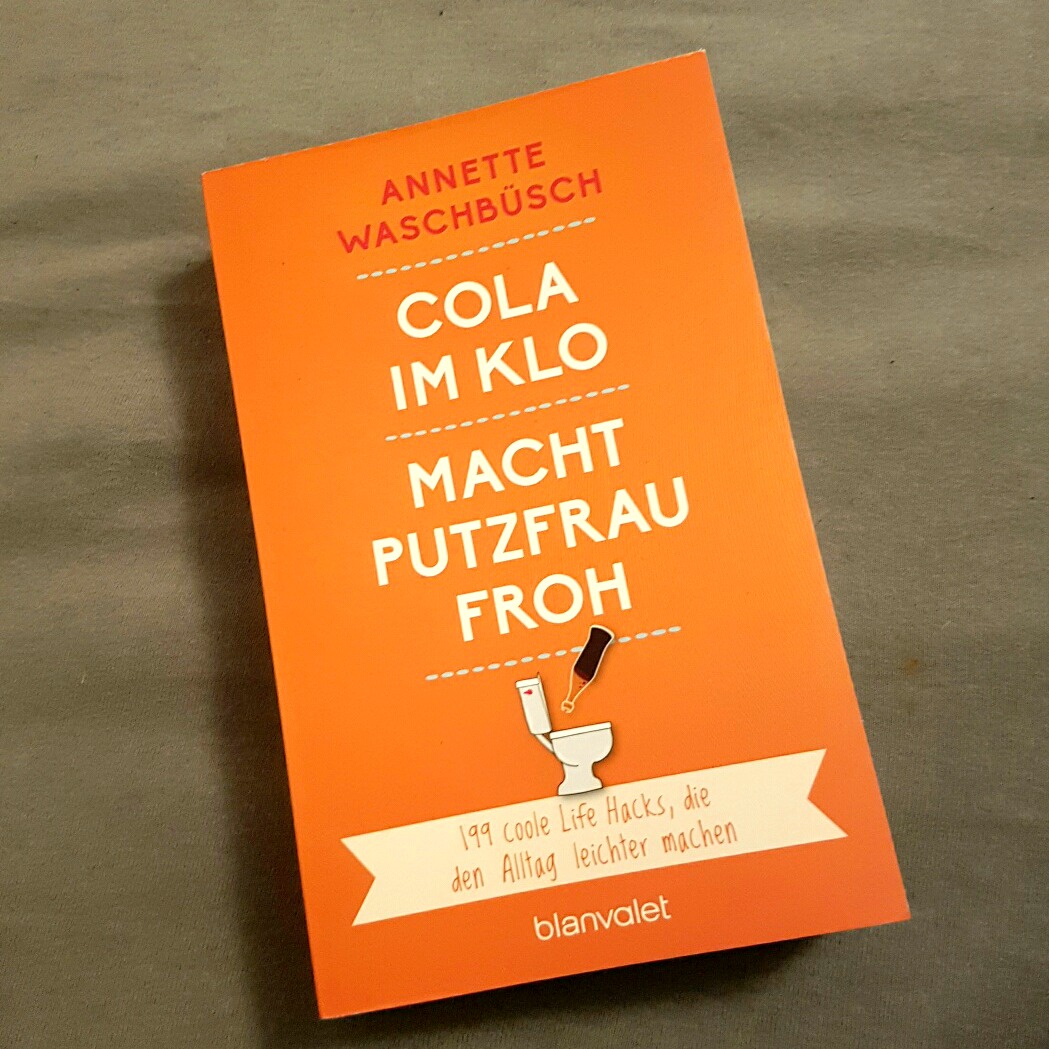 ANNETTE
WASCHBÜSCH
COLA
IM KLO
MACHT
PUTZFRAU
FROH
199 coole Life Hacks, die
den Alltag leichter machen
blanvalet